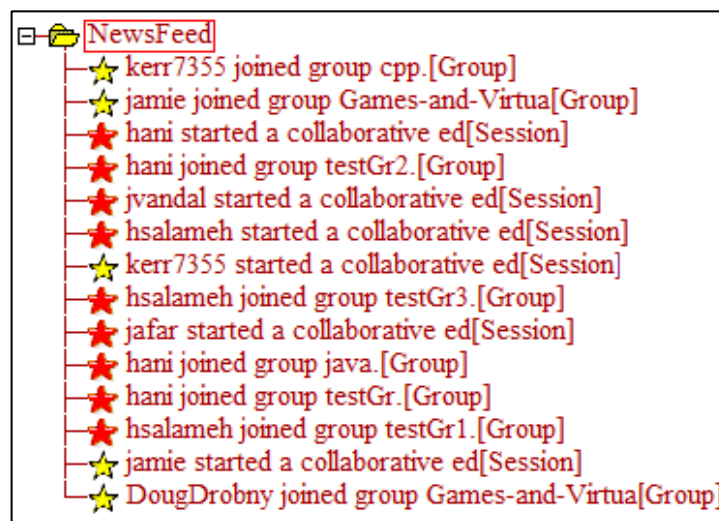 NewsFeed
kerr7355 joined group cpp.[Group]
jamie joined group Games-and-Virtua[Group]
hani started a collaborative ed[Session]
hani joined group testGr2.[Group]
jvandal started a collaborative ed[Session]
hsalameh started a collaborative ed[Session]
kerr7355 started a collaborative ed[Session]
hsalameh joined group testGr3.[Group]
jafar started a collaborative ed[Session]
hani joined group java.[Group]
hani joined group testGr.[Group]
hsalameh joined group testGr1.[Group]
jamie started a collaborative ed[Session]
DougDrobny joined group Games-and-Virtua[Group]